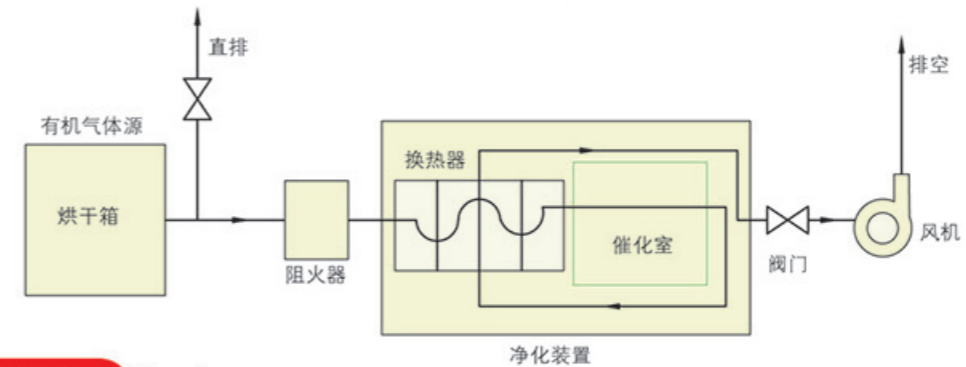 直排
排空
有机气体源
换热器
烘干箱
催化室
风机
阀门
阻火器
净化装置